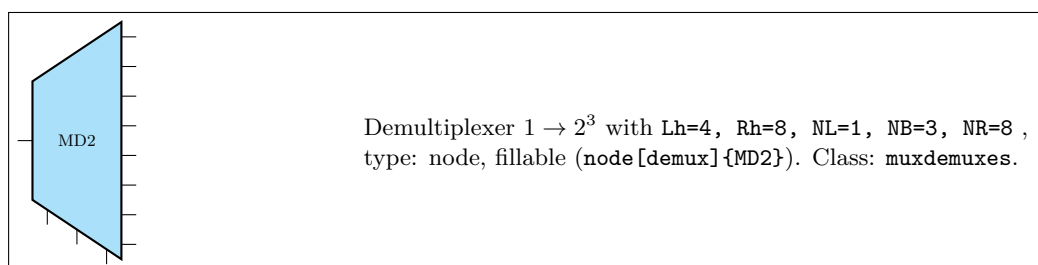 MD2
Demultiplexer 1 → 2³ with Lh=4, Rh=8, NL=1, NB=3, NR=8 ,
type: node, fillable (node[demux]{MD2}). Class: muxdemuxes.